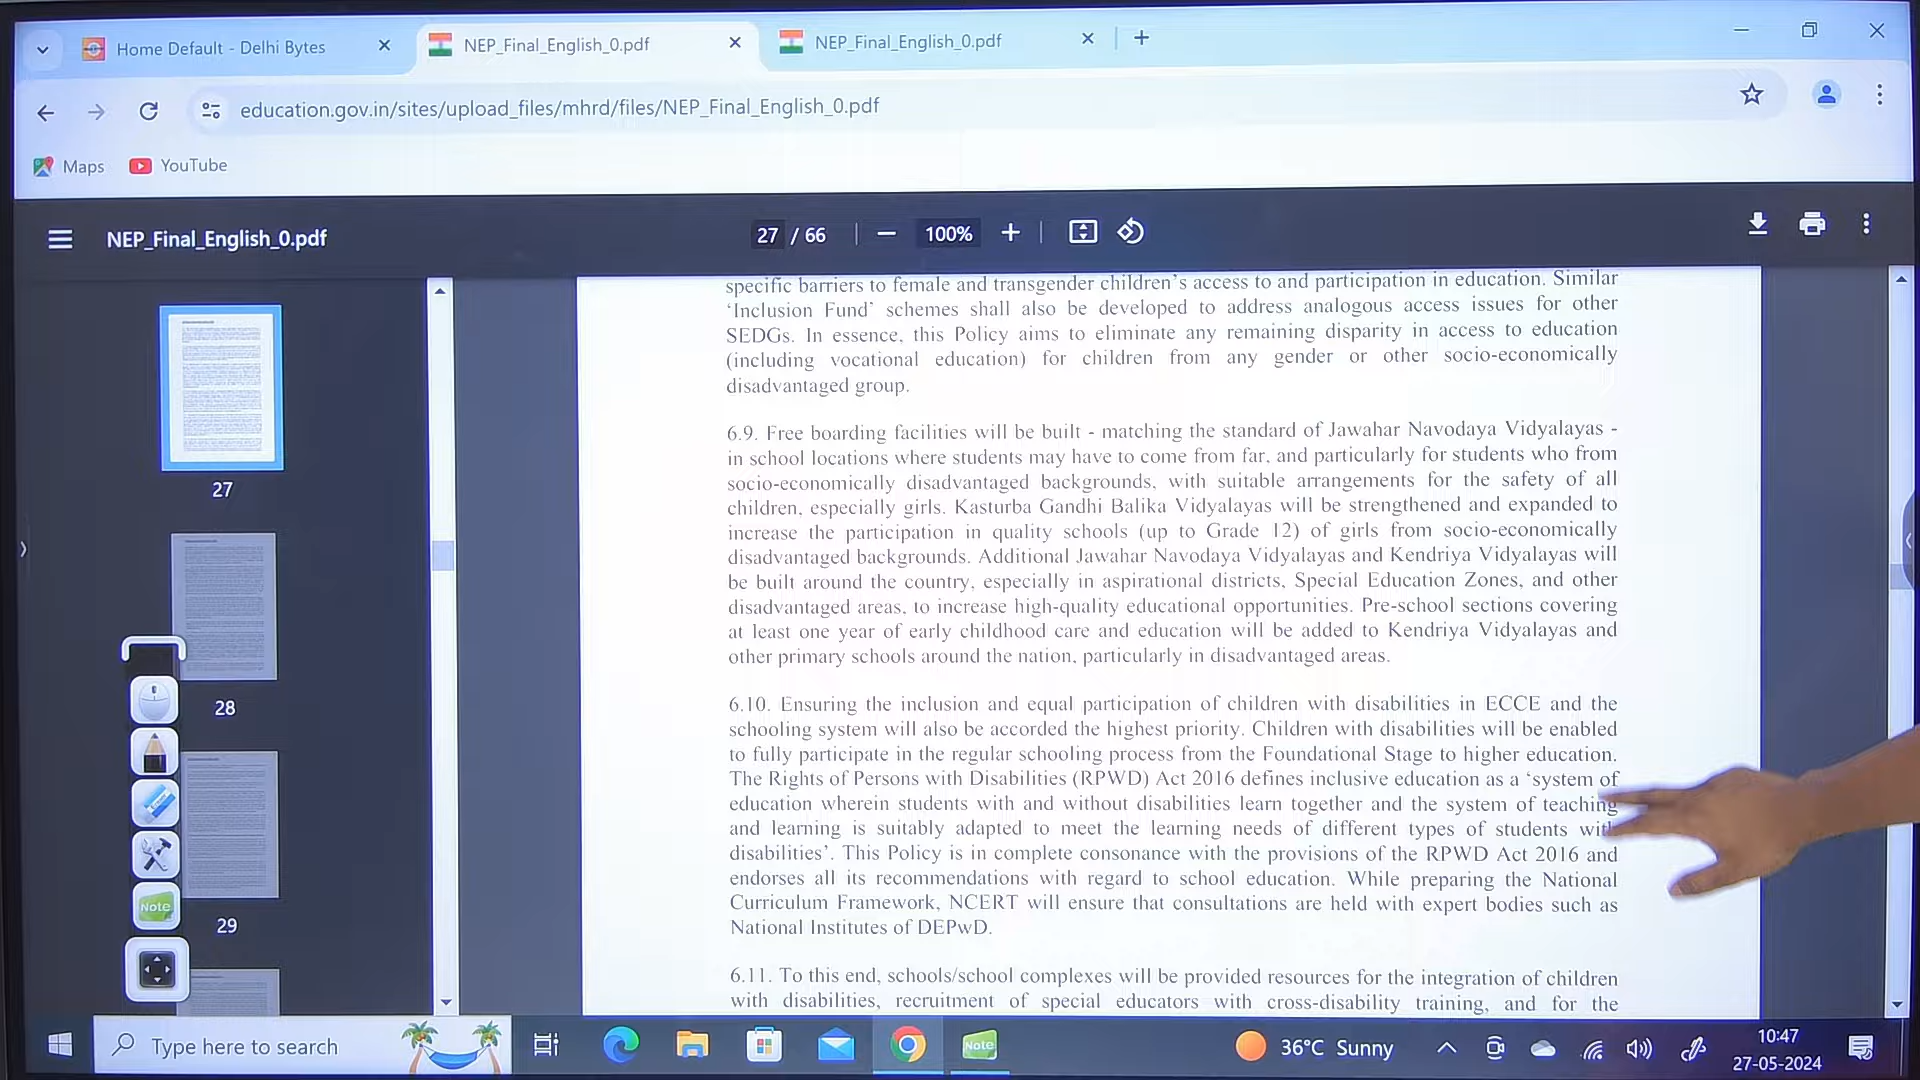 Home Default - Delhi Bytes
NEP_Final_English_0.pdf
NEP_Final_English_0.pdf
education.gov.in/sites/upload_files/mhrd/files/NEP_Final_English_0.pdf
Maps
YouTube
NEP_Final_English_0.pdf
27 / 66
100%
27
28
29
Note
specific barriers to female and transgender children's access to and participation in education. Similar
'Inclusion Fund' schemes shall also be developed to address analogous access issues for other
SEDGs. In essence, this Policy aims to eliminate any remaining disparity in access to education
(including vocational education) for children from any gender or other socio-economically
disadvantaged group.
6.9. Free boarding facilities will be built - matching the standard of Jawahar Navodaya Vidyalayas -
in school locations where students may have to come from far, and particularly for students who from
socio-economically disadvantaged backgrounds, with suitable arrangements for the safety of all
children, especially girls. Kasturba Gandhi Balika Vidyalayas will be strengthened and expanded to
increase the participation in quality schools (up to Grade 12) of girls from socio-economically
disadvantaged backgrounds. Additional Jawahar Navodaya Vidyalayas and Kendriya Vidyalayas will
be built around the country, especially in aspirational districts, Special Education Zones, and other
disadvantaged areas, to increase high-quality educational opportunities. Pre-school sections covering
at least one year of early childhood care and education will be added to Kendriya Vidyalayas and
other primary schools around the nation, particularly in disadvantaged areas.
6.10. Ensuring the inclusion and equal participation of children with disabilities in ECCE and the
schooling system will also be accorded the highest priority. Children with disabilities will be enabled
to fully participate in the regular schooling process from the Foundational Stage to higher education.
The Rights of Persons with Disabilities (RPWD) Act 2016 defines inclusive education as a 'system of
education wherein students with and without disabilities learn together and the system of teaching
and learning is suitably adapted to meet the learning needs of different types of students with
disabilities'. This Policy is in complete consonance with the provisions of the RPWD Act 2016 and
endorses all its recommendations with regard to school education. While preparing the National
Curriculum Framework, NCERT will ensure that consultations are held with expert bodies such as
National Institutes of DEPwD.
6.11. To this end, schools/school complexes will be provided resources for the integration of children
with disabilities, recruitment of special educators with cross-disability training, and for the
Type here to search
Note
36°C Sunny
10:47
27-05-2024